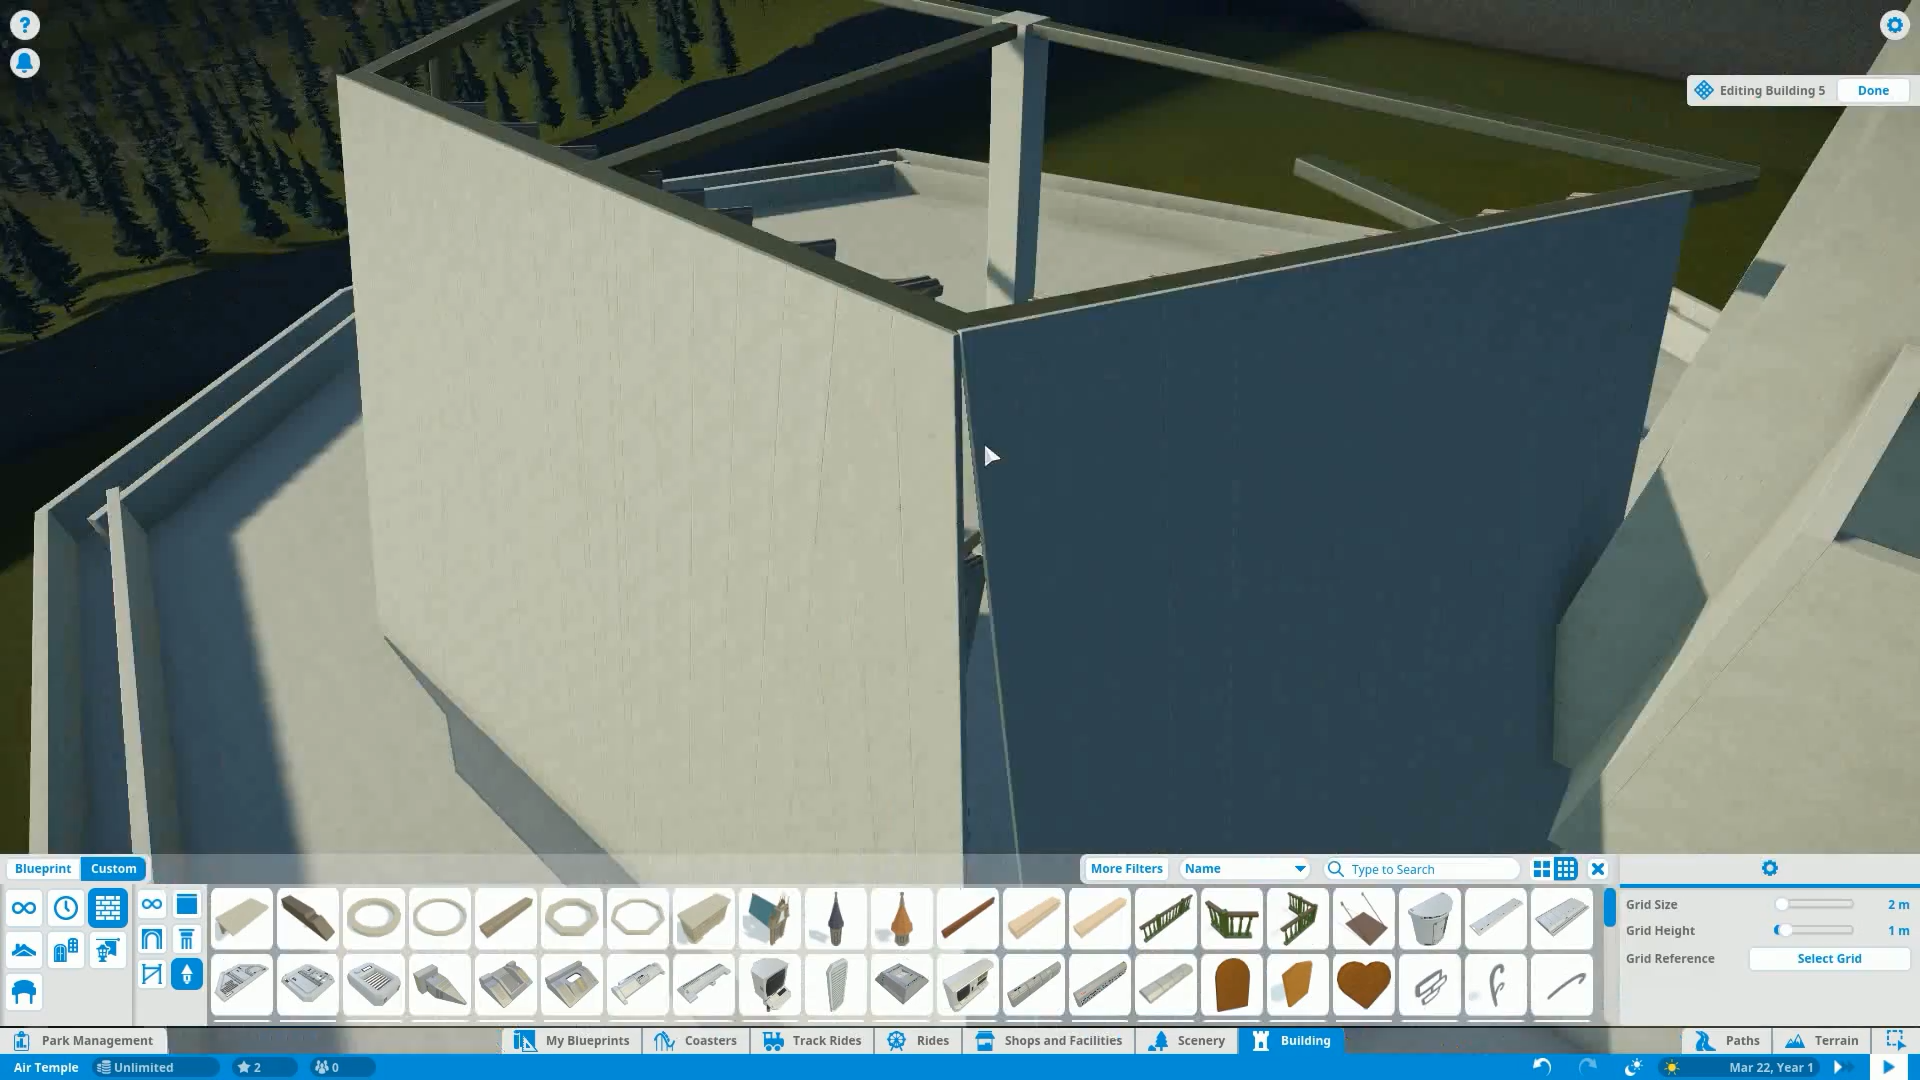 ?
Editing Building 5 Done
Blueprint Custom
More Filters Name Type to Search
Grid Size 2 m
Grid Height 1 m
Grid Reference Select Grid
Park Management My Blueprints Coasters Track Rides Rides Shops and Facilities Scenery Building Paths Terrain
Air Temple Unlimited 2 0 Mar 22, Year 1